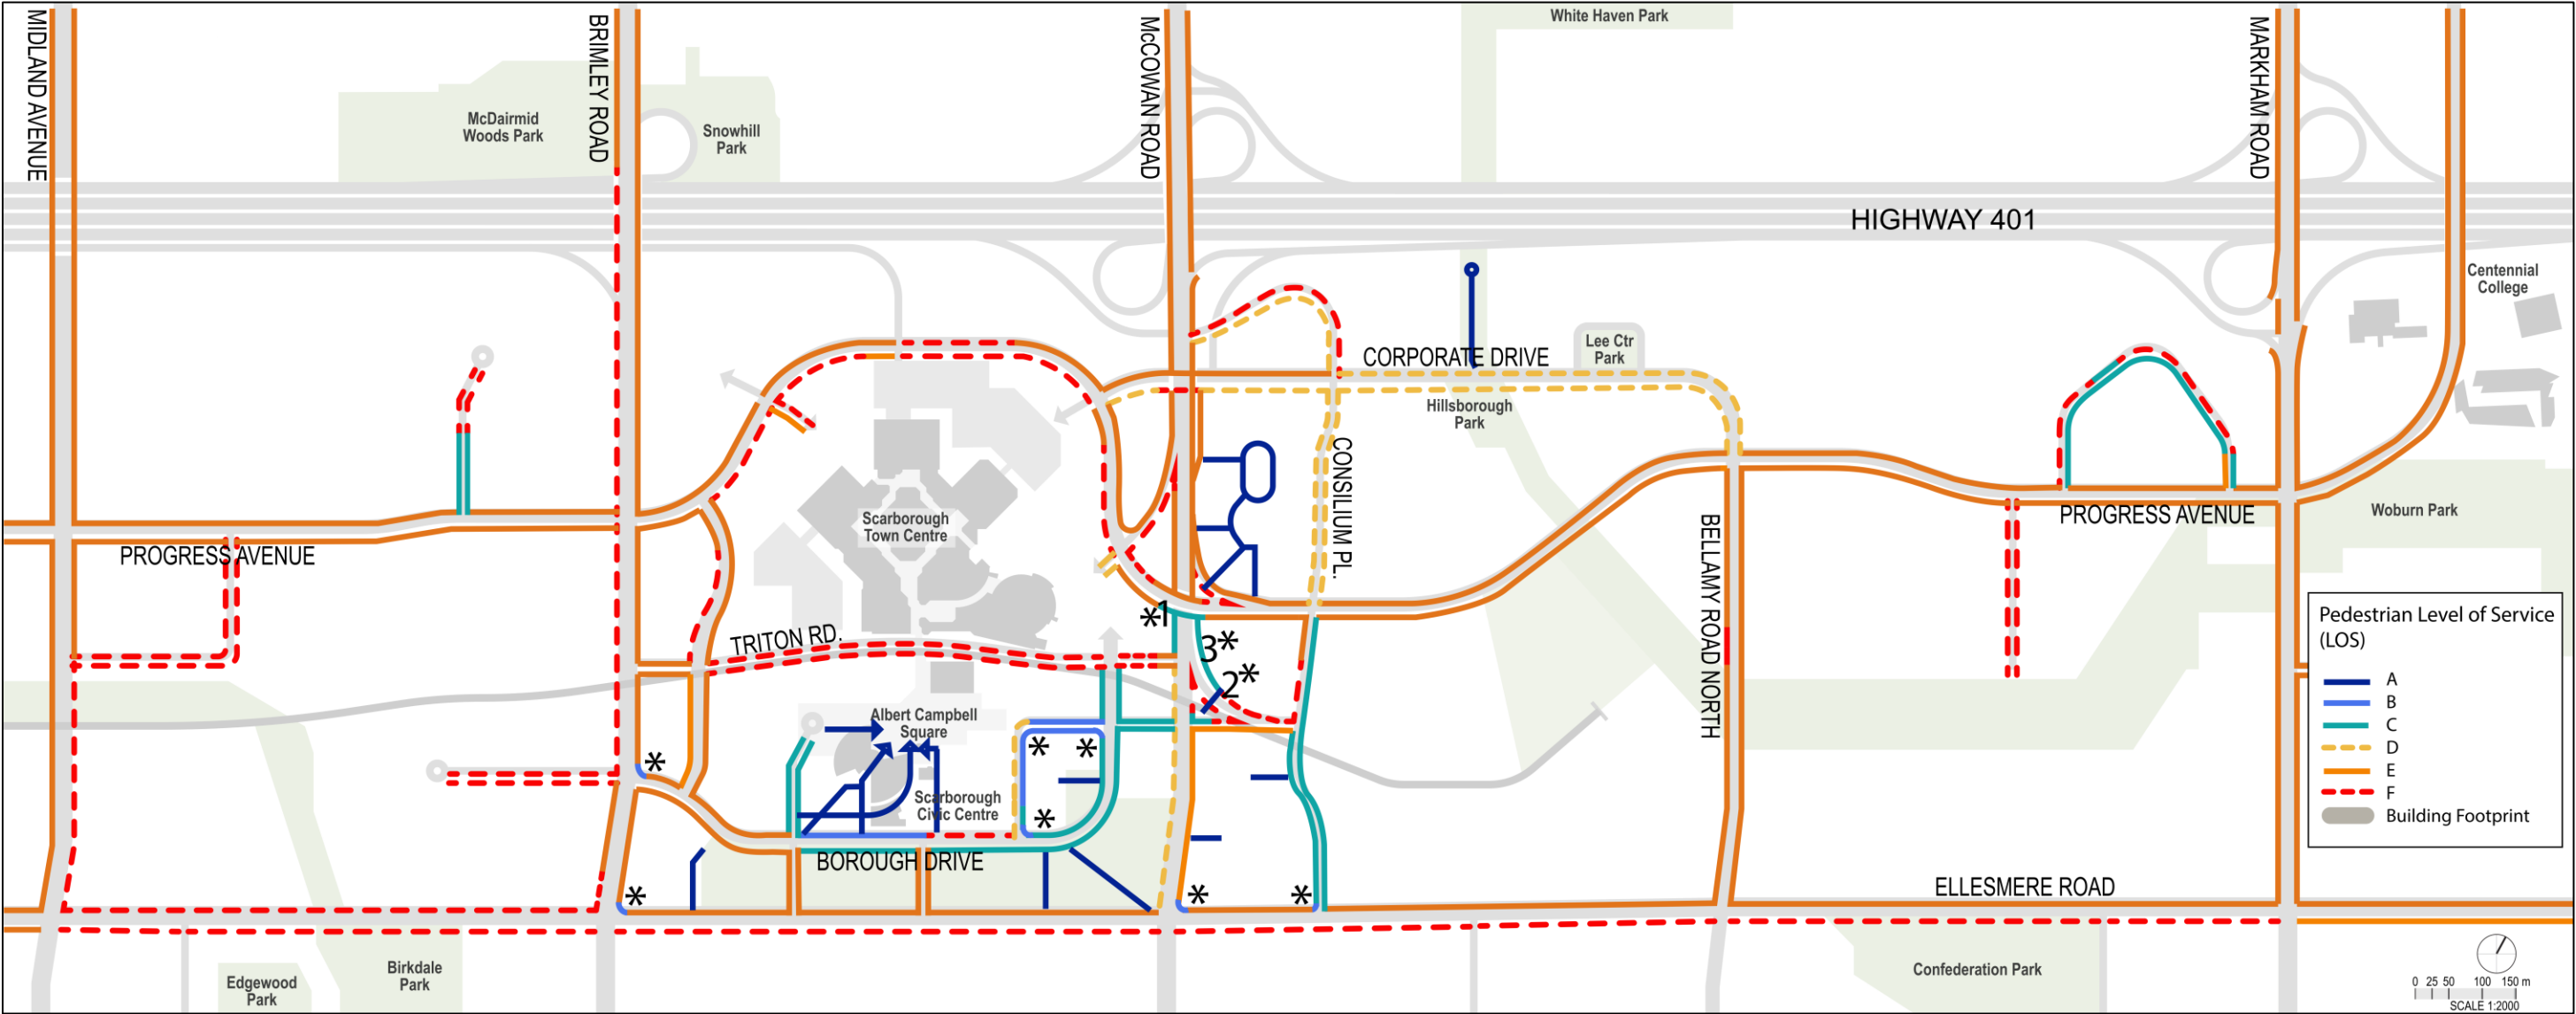 MIDLAND AVENUE
BRIMLEY ROAD
McCOWAN ROAD
White Haven Park
MARKHAM ROAD
McDairmid
Woods Park
Snowhill
Park
HIGHWAY 401
Centennial
College
CORPORATE DRIVE
Lee Ctr
Park
Hillsborough
Park
CONSILIUM PL.
Scarborough
Town Centre
PROGRESS AVENUE
BELLAMY ROAD NORTH
PROGRESS AVENUE
Woburn Park
*1
3*
2*
TRITON RD.
Albert Campbell
Square
*
*
*
*
Scarborough
Civic Centre
BOROUGH DRIVE
*
*
*
ELLESMERE ROAD
Pedestrian Level of Service
(LOS)
A
B
C
D
E
F
Building Footprint
Edgewood
Park
Birkdale
Park
Confederation Park
0 25 50 100 150 m
SCALE 1:2000